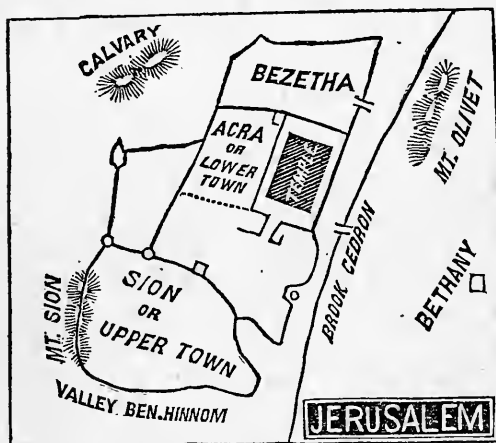 CALVARY
BEZETHA
MT. OLIVET
ACRA
OR
LOWER
TOWN
TEMPLE
BROOK CEDRON
BETHANY
MT. SION
SION
OR
UPPER TOWN
VALLEY. BEN. HINNOM
JERUSALEM